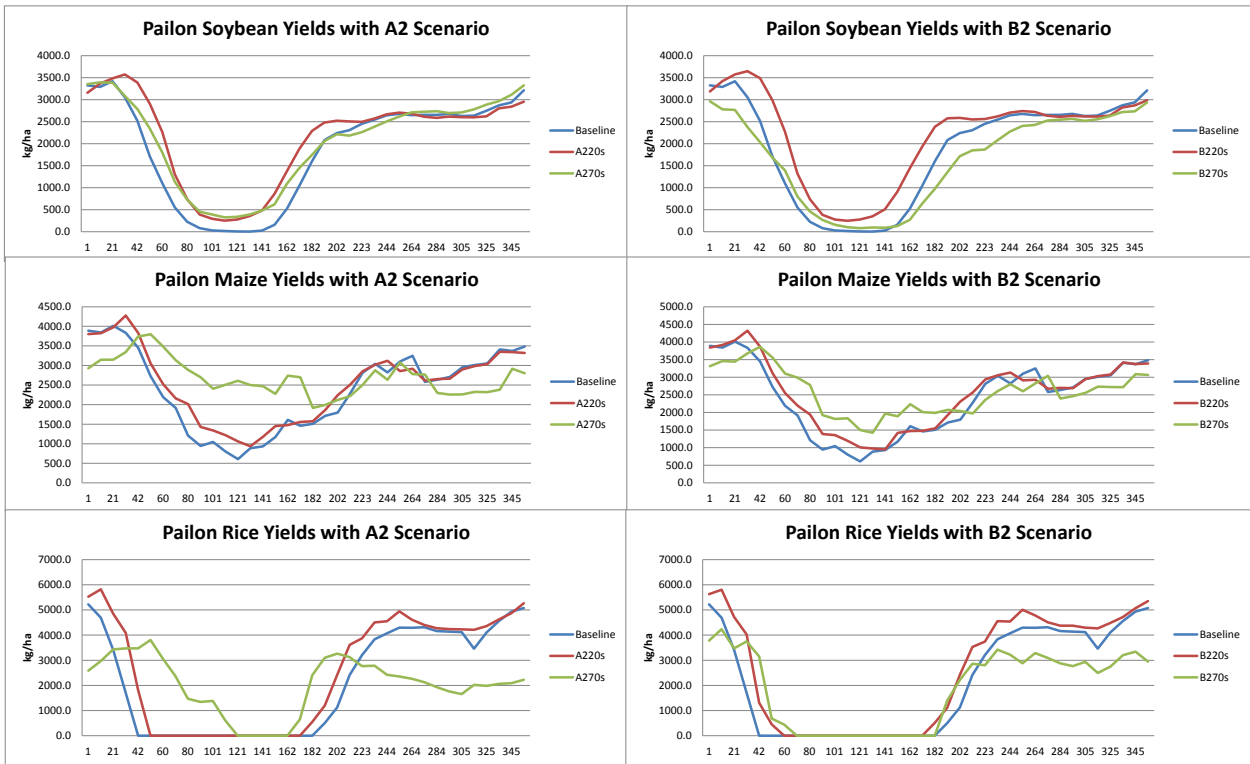 Pailon Soybean Yields with A2 Scenario
4000.0
3500.0
3000.0
2500.0
2000.0
1500.0
1000.0
500.0
0.0
kg/ha
1 21 42 60 80 101 121 141 162 182 202 223 244 264 284 305 325 345
Baseline
A220s
A270s
Pailon Soybean Yields with B2 Scenario
4000.0
3500.0
3000.0
2500.0
2000.0
1500.0
1000.0
500.0
0.0
kg/ha
1 21 42 60 80 101 121 141 162 182 202 223 244 264 284 305 325 345
Baseline
B220s
B270s
Pailon Maize Yields with A2 Scenario
4500.0
4000.0
3500.0
3000.0
2500.0
2000.0
1500.0
1000.0
500.0
0.0
kg/ha
1 21 42 60 80 101 121 141 162 182 202 223 244 264 284 305 325 345
Baseline
A220s
A270s
Pailon Maize Yields with B2 Scenario
5000.0
4500.0
4000.0
3500.0
3000.0
2500.0
2000.0
1500.0
1000.0
500.0
0.0
kg/ha
1 21 42 60 80 101 121 141 162 182 202 223 244 264 284 305 325 345
Baseline
B220s
B270s
Pailon Rice Yields with A2 Scenario
7000.0
6000.0
5000.0
4000.0
3000.0
2000.0
1000.0
0.0
kg/ha
1 21 42 60 80 101 121 141 162 182 202 223 244 264 284 305 325 345
Baseline
A220s
A270s
Pailon Rice Yields with B2 Scenario
7000.0
6000.0
5000.0
4000.0
3000.0
2000.0
1000.0
0.0
kg/ha
1 21 42 60 80 101 121 141 162 182 202 223 244 264 284 305 325 345
Baseline
B220s
B270s